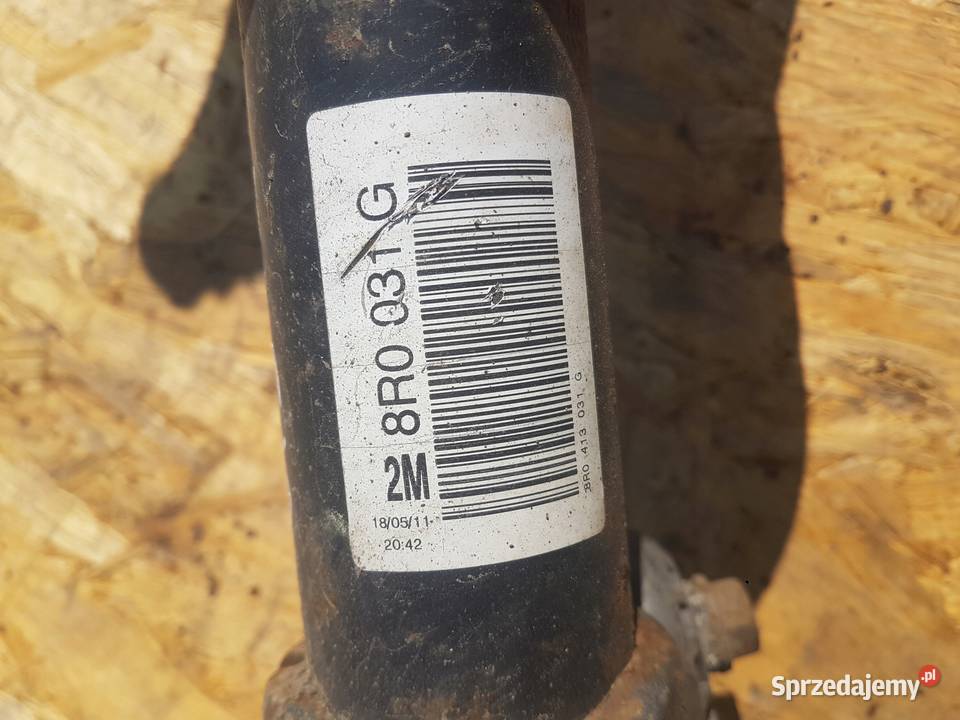 8R0 031 G
2M
18/05/11
20:42
8R0 413 031 G
Sprzedajemy.pl